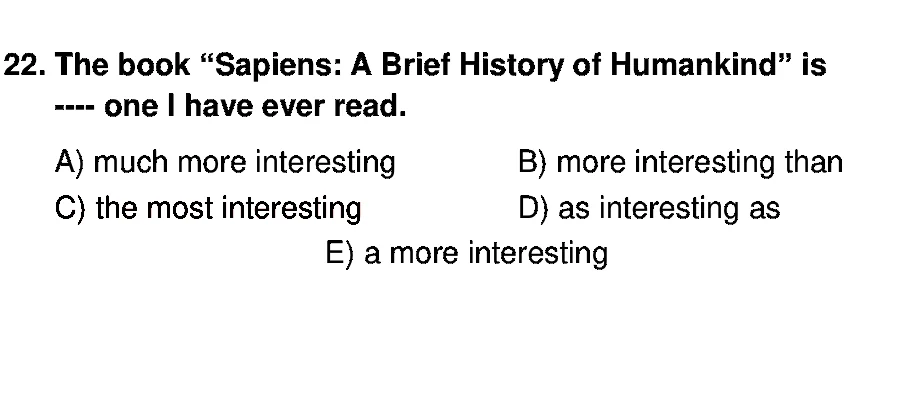 22. The book “Sapiens: A Brief History of Humankind” is
---- one I have ever read.
A) much more interesting B) more interesting than
C) the most interesting D) as interesting as
E) a more interesting